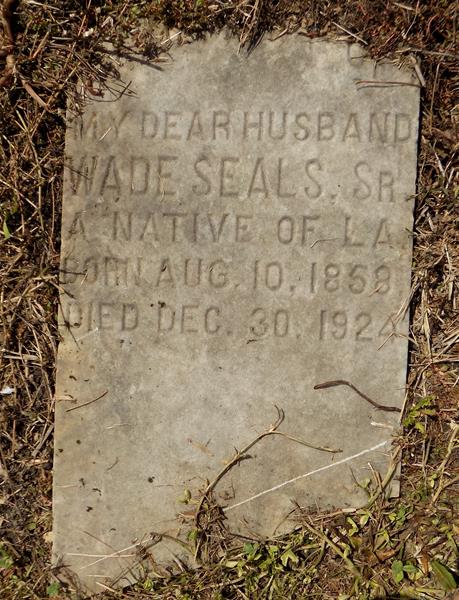 MY DEAR HUSBAND
WADE SEALS, SR.
A NATIVE OF LA.
BORN AUG. 10, 1858
DIED DEC. 30, 1924